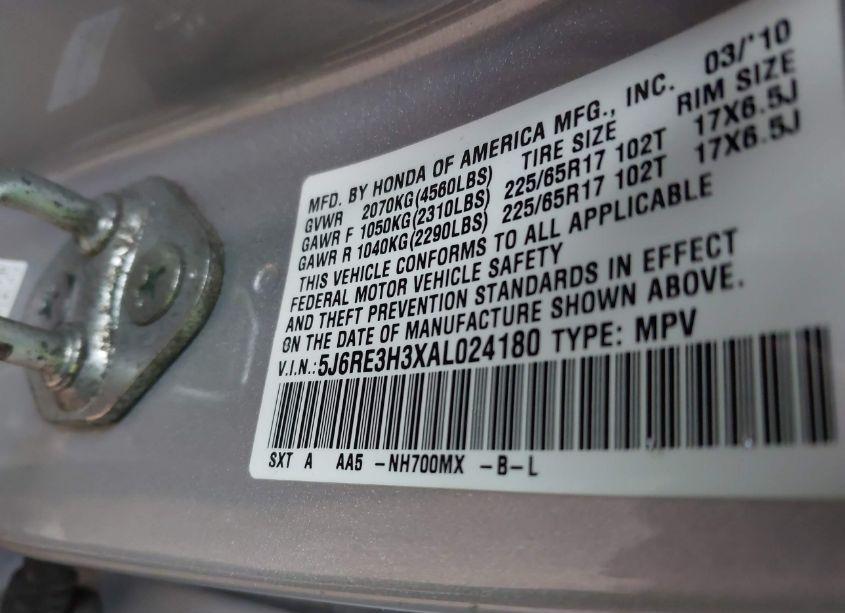 MFD. BY HONDA OF AMERICA MFG., INC. 03/'10
GVWR 2070KG(4560LBS) TIRE SIZE RIM SIZE
GAWR F 1050KG(2310LBS) 225/65R17 102T 17X6.5J
GAWR R 1040KG(2290LBS) 225/65R17 102T 17X6.5J
THIS VEHICLE CONFORMS TO ALL APPLICABLE
FEDERAL MOTOR VEHICLE SAFETY
AND THEFT PREVENTION STANDARDS IN EFFECT
ON THE DATE OF MANUFACTURE SHOWN ABOVE.
V.I.N.:5J6RE3H3XAL024180 TYPE: MPV
SXT A AA5 -NH700MX -B-L